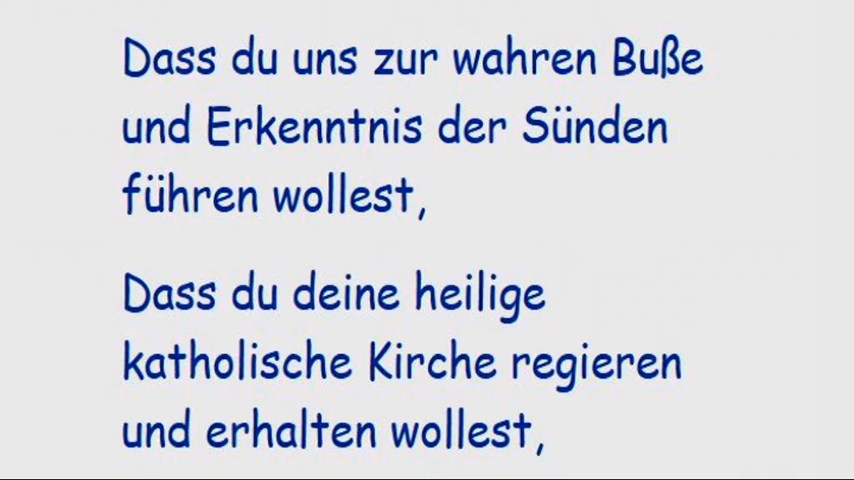 Dass du uns zur wahren Buße
und Erkenntnis der Sünden
führen wollest,
Dass du deine heilige
katholische Kirche regieren
und erhalten wollest,